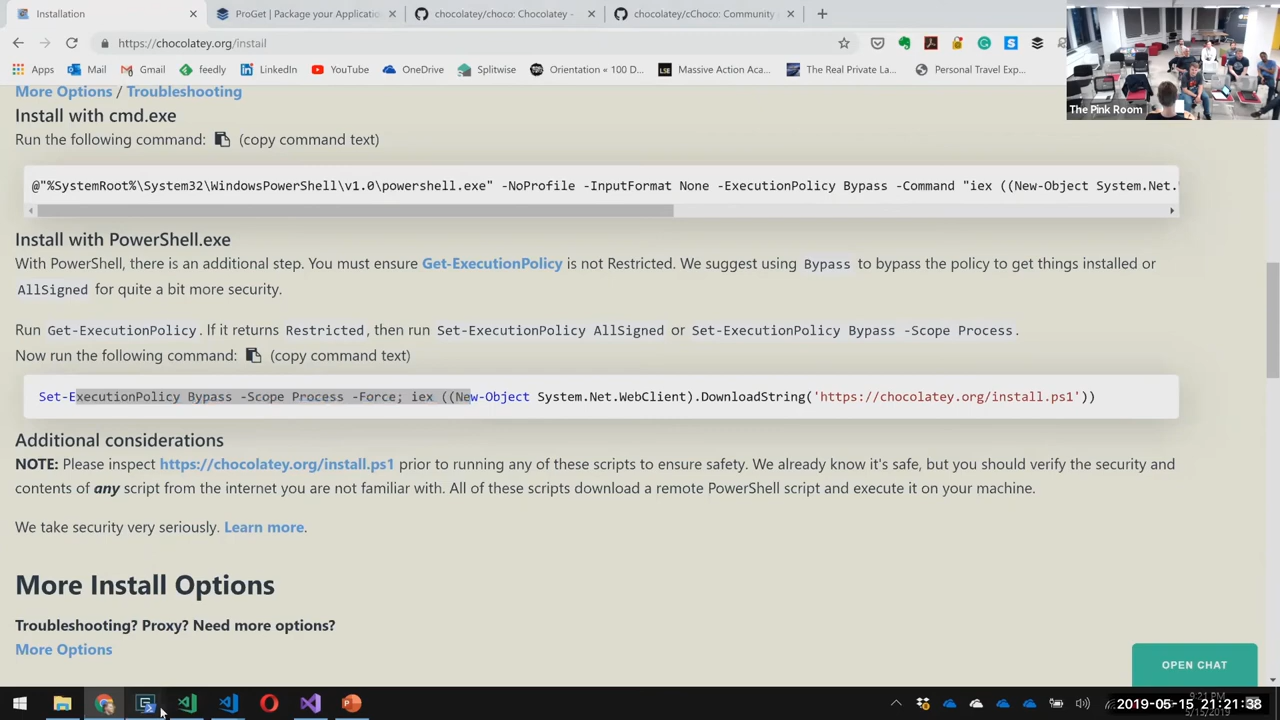 Installation
ProGet | Package your Applicatio
chocolatey/choco: Chocolatey -
chocolatey/cChoco: Community
https://chocolatey.org/install
Apps
Mail
Gmail
feedly
LinkedIn
YouTube
Canvas
Splitwise
Orientation « 100 D...
Massive Action Aca...
The Real Private La...
Personal Travel Exp...
The Pink Room
More Options / Troubleshooting
Install with cmd.exe
Run the following command: (copy command text)
@"%SystemRoot%\System32\WindowsPowerShell\v1.0\powershell.exe" -NoProfile -InputFormat None -ExecutionPolicy Bypass -Command "iex ((New-Object System.Net.
Install with PowerShell.exe
With PowerShell, there is an additional step. You must ensure Get-ExecutionPolicy is not Restricted. We suggest using Bypass to bypass the policy to get things installed or
AllSigned for quite a bit more security.
Run Get-ExecutionPolicy. If it returns Restricted, then run Set-ExecutionPolicy AllSigned or Set-ExecutionPolicy Bypass -Scope Process.
Now run the following command: (copy command text)
Set-ExecutionPolicy Bypass -Scope Process -Force; iex ((New-Object System.Net.WebClient).DownloadString('https://chocolatey.org/install.ps1'))
Additional considerations
NOTE: Please inspect https://chocolatey.org/install.ps1 prior to running any of these scripts to ensure safety. We already know it's safe, but you should verify the security and
contents of any script from the internet you are not familiar with. All of these scripts download a remote PowerShell script and execute it on your machine.
We take security very seriously. Learn more.
More Install Options
Troubleshooting? Proxy? Need more options?
More Options
OPEN CHAT
9:21 PM
5/15/2019
2019-05-15 21:21:38